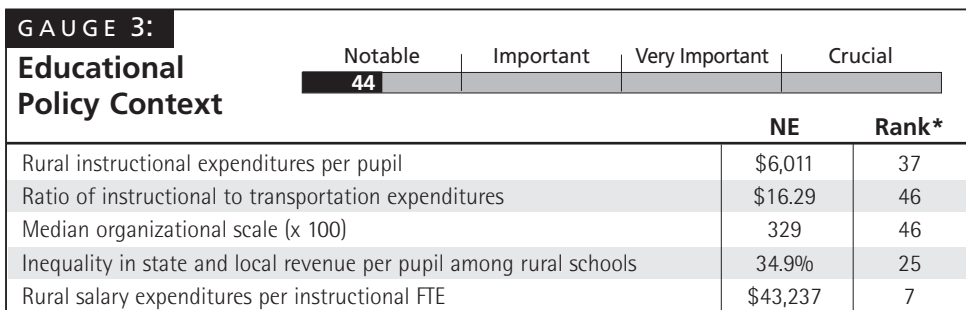 GAUGE 3:
Educational
Policy Context
Notable Important Very Important Crucial
44
NE Rank*
Rural instructional expenditures per pupil $6,011 37
Ratio of instructional to transportation expenditures $16.29 46
Median organizational scale (x 100) 329 46
Inequality in state and local revenue per pupil among rural schools 34.9% 25
Rural salary expenditures per instructional FTE $43,237 7